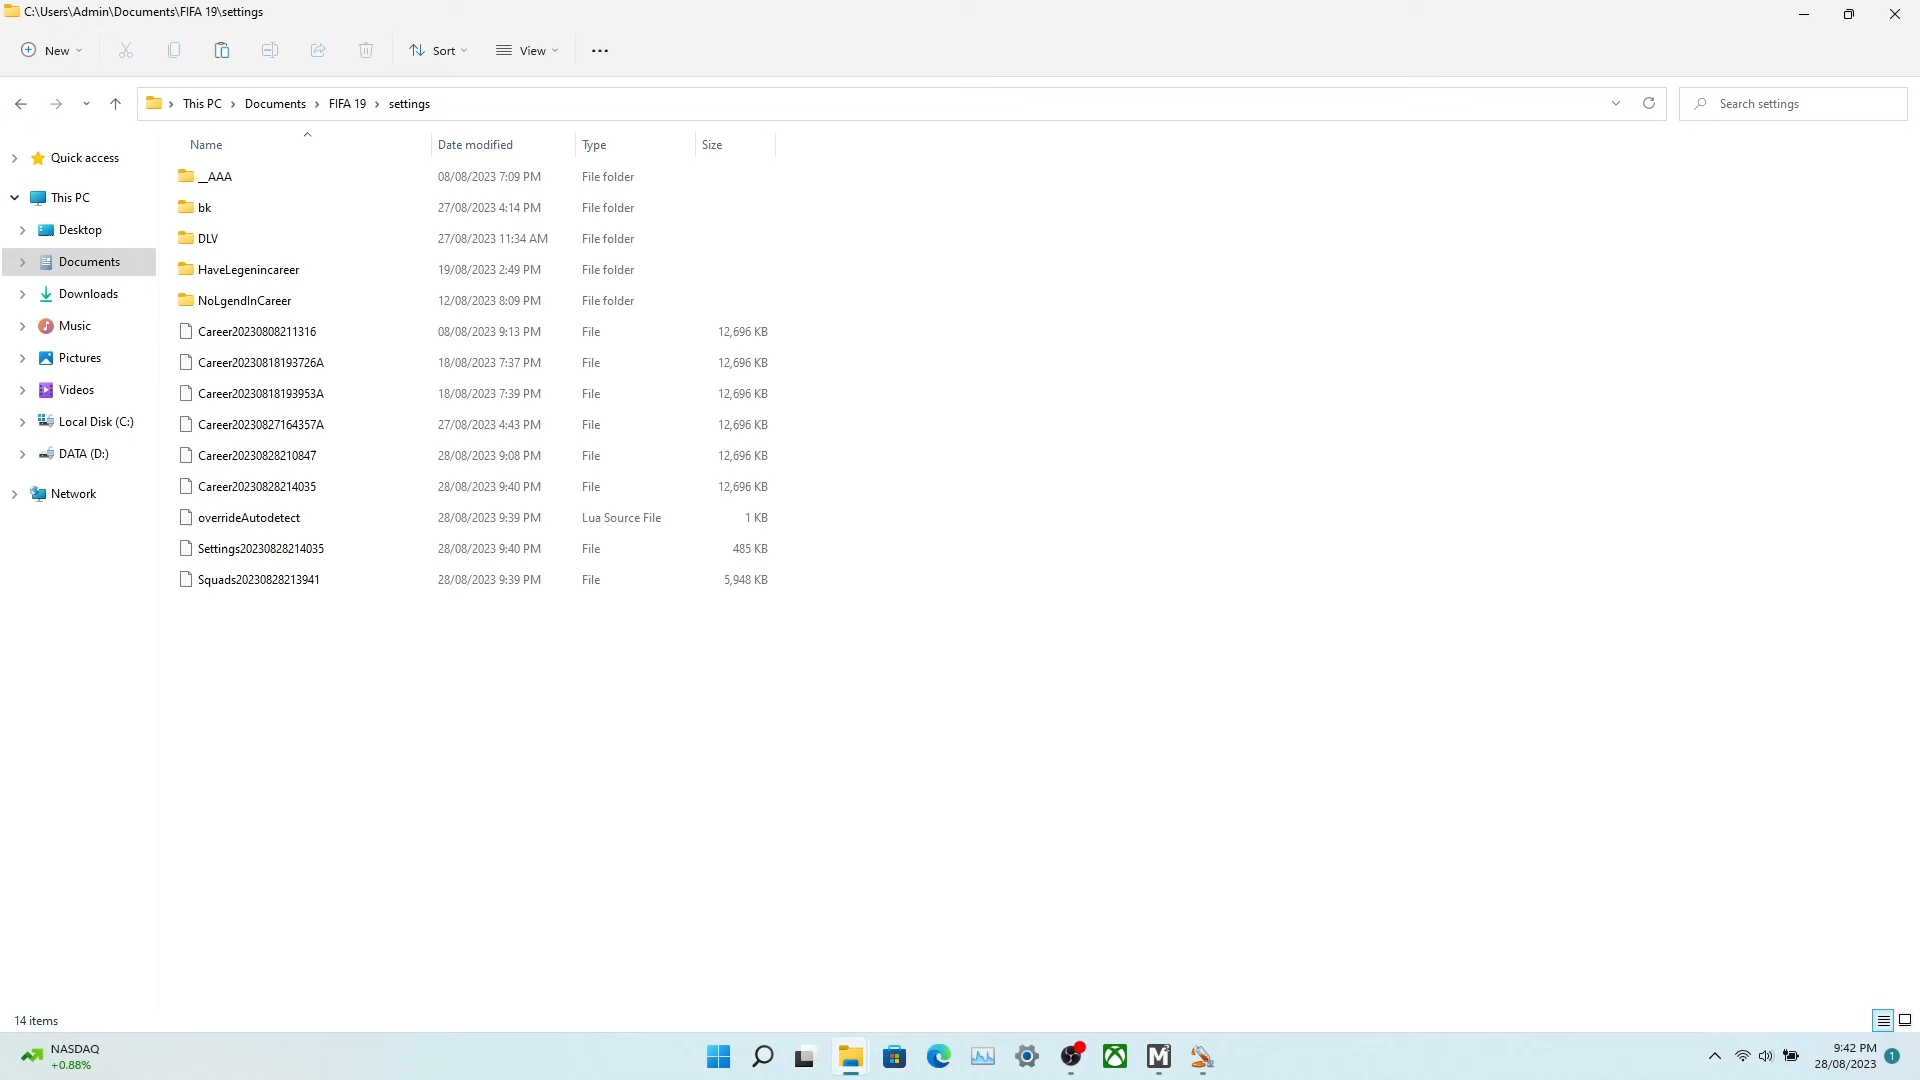 C:\Users\Admin\Documents\FIFA 19\settings
New
Sort
View
This PC > Documents > FIFA 19 > settings
Search settings
Name Date modified Type Size
Quick access
This PC
Desktop
Documents
Downloads
Music
Pictures
Videos
Local Disk (C:)
DATA (D:)
Network
__AAA 08/08/2023 7:09 PM File folder
bk 27/08/2023 4:14 PM File folder
DLV 27/08/2023 11:34 AM File folder
HaveLegenincareer 19/08/2023 2:49 PM File folder
NoLgendInCareer 12/08/2023 8:09 PM File folder
Career20230808211316 08/08/2023 9:13 PM File 12,696 KB
Career20230818193726A 18/08/2023 7:37 PM File 12,696 KB
Career20230818193953A 18/08/2023 7:39 PM File 12,696 KB
Career20230827164357A 27/08/2023 4:43 PM File 12,696 KB
Career20230828210847 28/08/2023 9:08 PM File 12,696 KB
Career20230828214035 28/08/2023 9:40 PM File 12,696 KB
overrideAutodetect 28/08/2023 9:39 PM Lua Source File 1 KB
Settings20230828214035 28/08/2023 9:40 PM File 485 KB
Squads20230828213941 28/08/2023 9:39 PM File 5,948 KB
14 items
NASDAQ
+0.88%
M
9:42 PM
28/08/2023
1